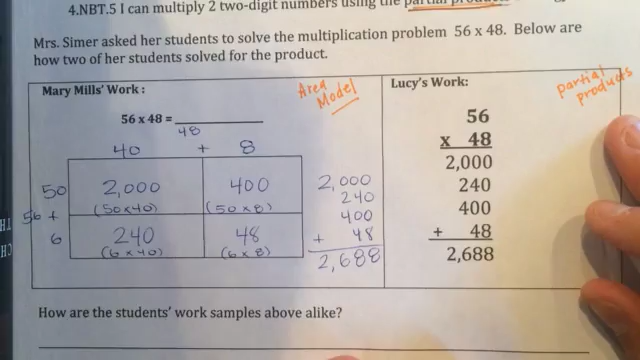 4.NBT.5 I can multiply 2 two-digit numbers using the partial
Mrs. Simer asked her students to solve the multiplication problem 56 x 48. Below are
how two of her students solved for the product.
Mary Mills' Work :
Area
Model
56 x 48 =
48
40 + 8
50
56 +
6
2,000
(50x40)
400
(50x8)
240
(6x40)
48
(6x8)
2,000
240
400
+ 48
2,688
Lucy's Work:
partial
products
56
x 48
2,000
240
400
+ 48
2,688
How are the students' work samples above alike?